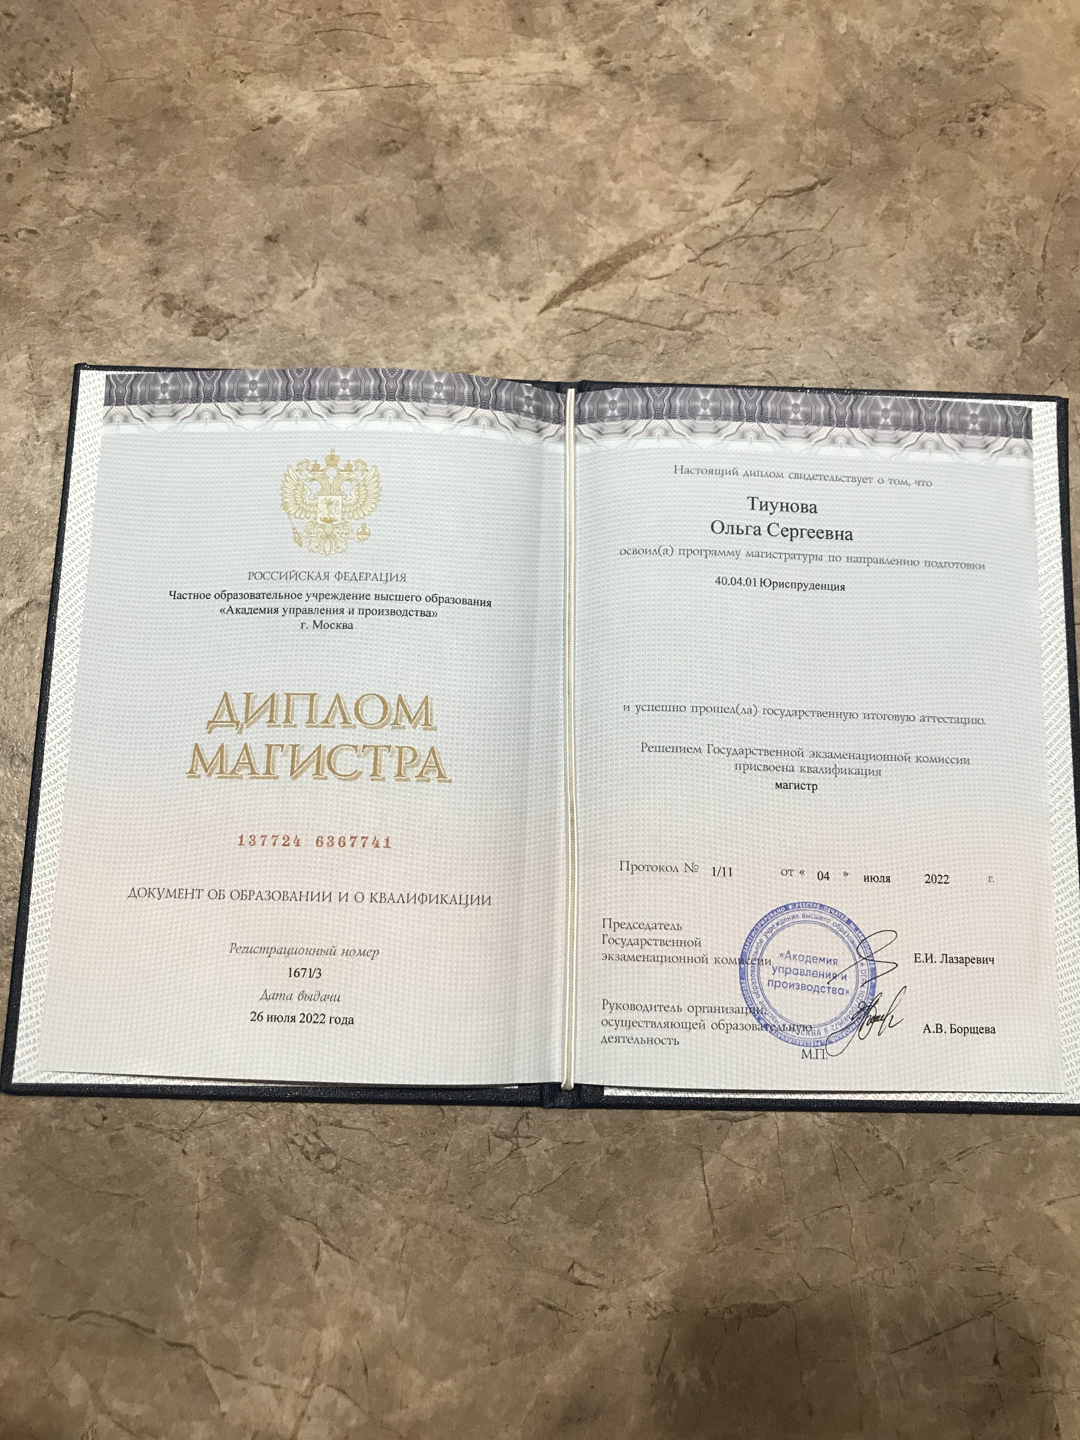 РОССИЙСКАЯ ФЕДЕРАЦИЯ
Частное образовательное учреждение высшего образования
«Академия управления и производства»
г. Москва
ДИПЛОМ
МАГИСТРА
137724 6367741
ДОКУМЕНТ ОБ ОБРАЗОВАНИИ И О КВАЛИФИКАЦИИ
Регистрационный номер
1671/3
Дата выдачи
26 июля 2022 года
Настоящий диплом свидетельствует о том, что
Тиунова
Ольга Сергеевна
освоил(а) программу магистратуры по направлению подготовки
40.04.01 Юриспруденция
и успешно прошел(ла) государственную итоговую аттестацию.
Решением Государственной экзаменационной комиссии
присвоена квалификация
магистр
Протокол № 1/11 от « 04 » июля 2022 г.
Председатель
Государственной
экзаменационной комиссии Е.И. Лазаревич
Руководитель организации,
осуществляющей образовательную А.В. Борщева
деятельность
М.П.
«Академия
управления и
производства»